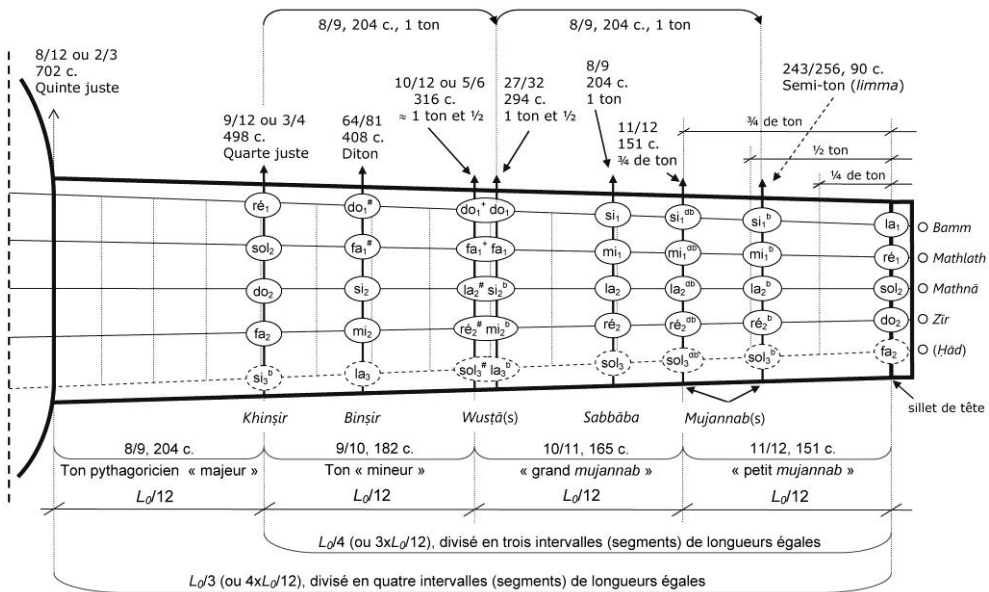 8/9, 204 c., 1 ton
8/9, 204 c., 1 ton
8/12 ou 2/3
702 c.
Quinte juste
9/12 ou 3/4
498 c.
Quarte juste
64/81
408 c.
Diton
10/12 ou 5/6
316 c.
≈ 1 ton et ½
27/32
294 c.
1 ton et ½
8/9
204 c.
1 ton
11/12
151 c.
¾ de ton
243/256, 90 c.
Semi-ton (limma)
¾ de ton
½ ton
¼ de ton
ré₁ do₁# do₁⁺ do₁ si₁ si₁db si₁b la₁ Bamm
sol₂ fa₁# fa₁⁺ fa₁ mi₁ mi₁db mi₁b ré₁ Mathlath
do₂ si₂ la₂# si₂b la₂ la₂db la₂b sol₂ Mathnā
fa₂ mi₂ ré₂# mi₂b ré₂ ré₂db ré₂b do₂ Zīr
si₃b la₃ sol₃# la₃b sol₃ sol₃db sol₃b fa₂ (Ḥād)
sillet de tête
Khinṣir Binṣir Wusṭā(s) Sabbāba Mujannab(s)
8/9, 204 c. 9/10, 182 c. 10/11, 165 c. 11/12, 151 c.
Ton pythagoricien « majeur » Ton « mineur » « grand mujannab » « petit mujannab »
L₀/12 L₀/12 L₀/12 L₀/12
L₀/4 (ou 3xL₀/12), divisé en trois intervalles (segments) de longueurs égales
L₀/3 (ou 4xL₀/12), divisé en quatre intervalles (segments) de longueurs égales